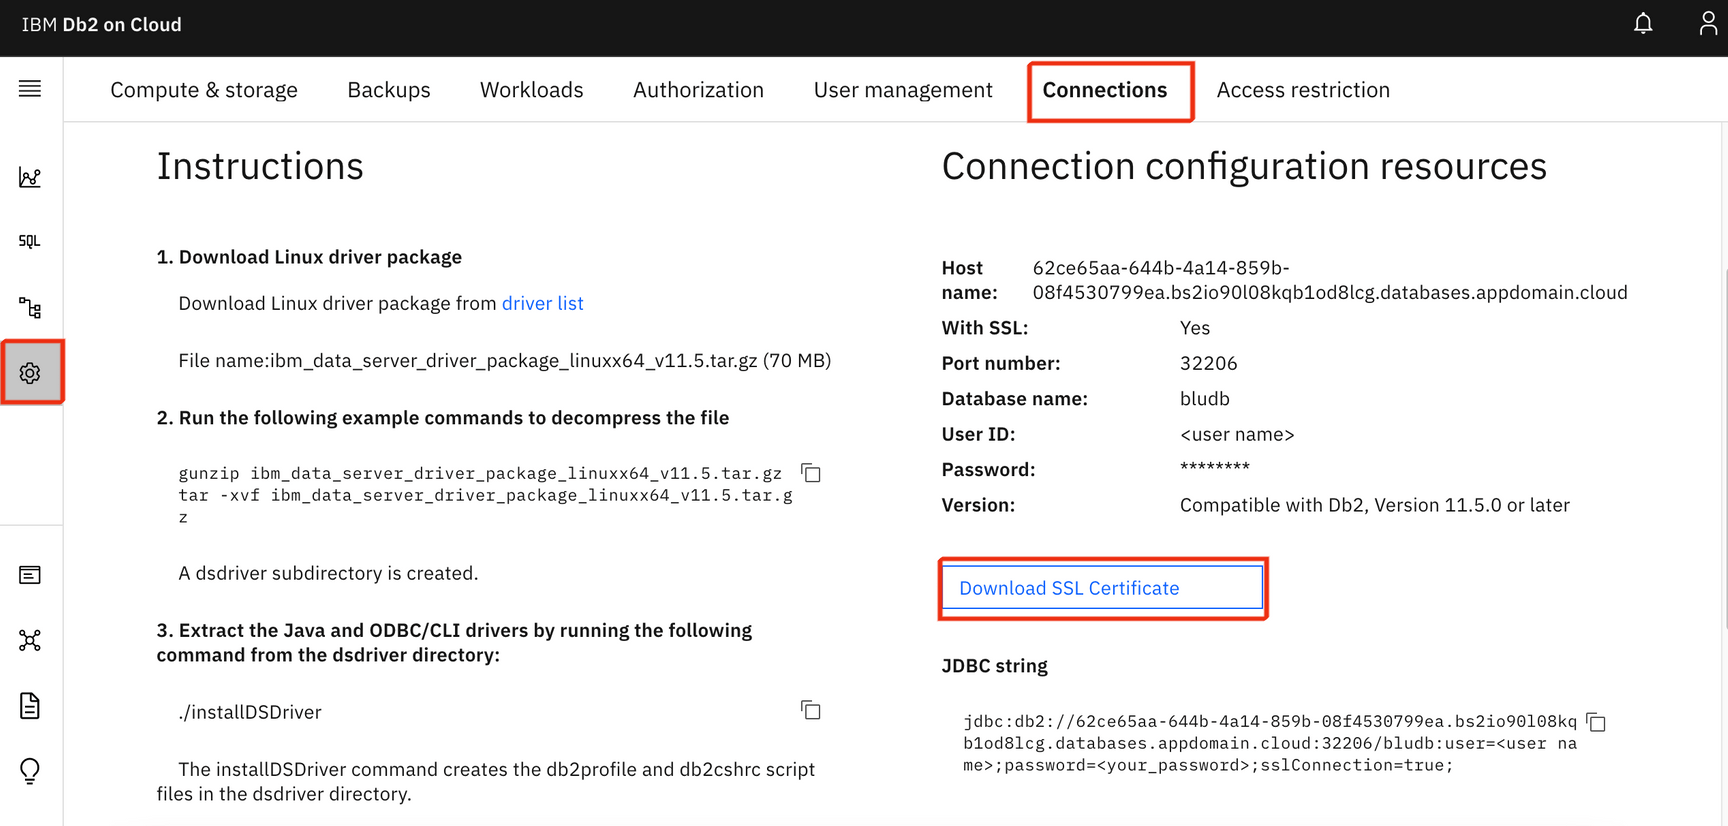 IBM Db2 on Cloud
Compute & storage Backups Workloads Authorization User management Connections Access restriction
SQL
Instructions
1. Download Linux driver package
Download Linux driver package from driver list
File name:ibm_data_server_driver_package_linuxx64_v11.5.tar.gz (70 MB)
2. Run the following example commands to decompress the file
gunzip ibm_data_server_driver_package_linuxx64_v11.5.tar.gz
tar -xvf ibm_data_server_driver_package_linuxx64_v11.5.tar.g
z
A dsdriver subdirectory is created.
3. Extract the Java and ODBC/CLI drivers by running the following
command from the dsdriver directory:
./installDSDriver
The installDSDriver command creates the db2profile and db2cshrc script
files in the dsdriver directory.
Connection configuration resources
Host name: 62ce65aa-644b-4a14-859b-
08f4530799ea.bs2io90l08kqb1od8lcg.databases.appdomain.cloud
With SSL: Yes
Port number: 32206
Database name: bludb
User ID: <user name>
Password: ********
Version: Compatible with Db2, Version 11.5.0 or later
Download SSL Certificate
JDBC string
jdbc:db2://62ce65aa-644b-4a14-859b-08f4530799ea.bs2io90l08kq
b1od8lcg.databases.appdomain.cloud:32206/bludb:user=<user na
me>;password=<your_password>;sslConnection=true;